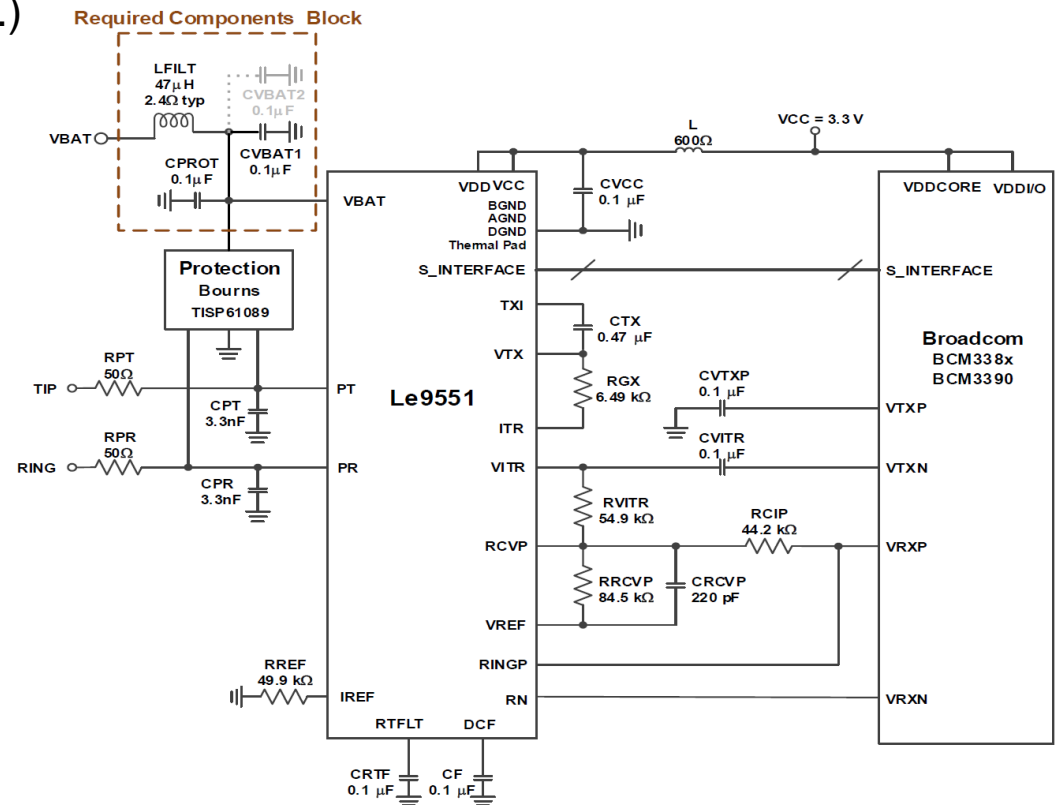 .)
Required Components Block
LFILT
47µH
2.4Ω typ
CVBAT2
0.1µF
VBAT
CPROT
0.1µF
CVBAT1
0.1µF
L
600Ω
VCC = 3.3 V
VDD VCC
BGND
AGND
DGND
Thermal Pad
CVCC
0.1 µF
VDDCORE
VDDI/O
VBAT
Protection
Bourns
TISP61089
S_INTERFACE
S_INTERFACE
TXI
CTX
0.47 µF
VTX
RGX
6.49 kΩ
ITR
Broadcom
BCM338x
BCM3390
CVTXP
0.1 µF
VTXP
RPT
50Ω
TIP
PT
CPT
3.3nF
Le9551
RPR
50Ω
RING
PR
CPR
3.3nF
VITR
CVITR
0.1 µF
VTXN
RVITR
54.9 kΩ
RCIP
44.2 kΩ
RCVP
VRXP
RRCVP
84.5 kΩ
CRCVP
220 pF
VREF
RINGP
RREF
49.9 kΩ
IREF
RN
VRXN
RTFLT
DCF
CRTF
0.1 µF
CF
0.1 µF